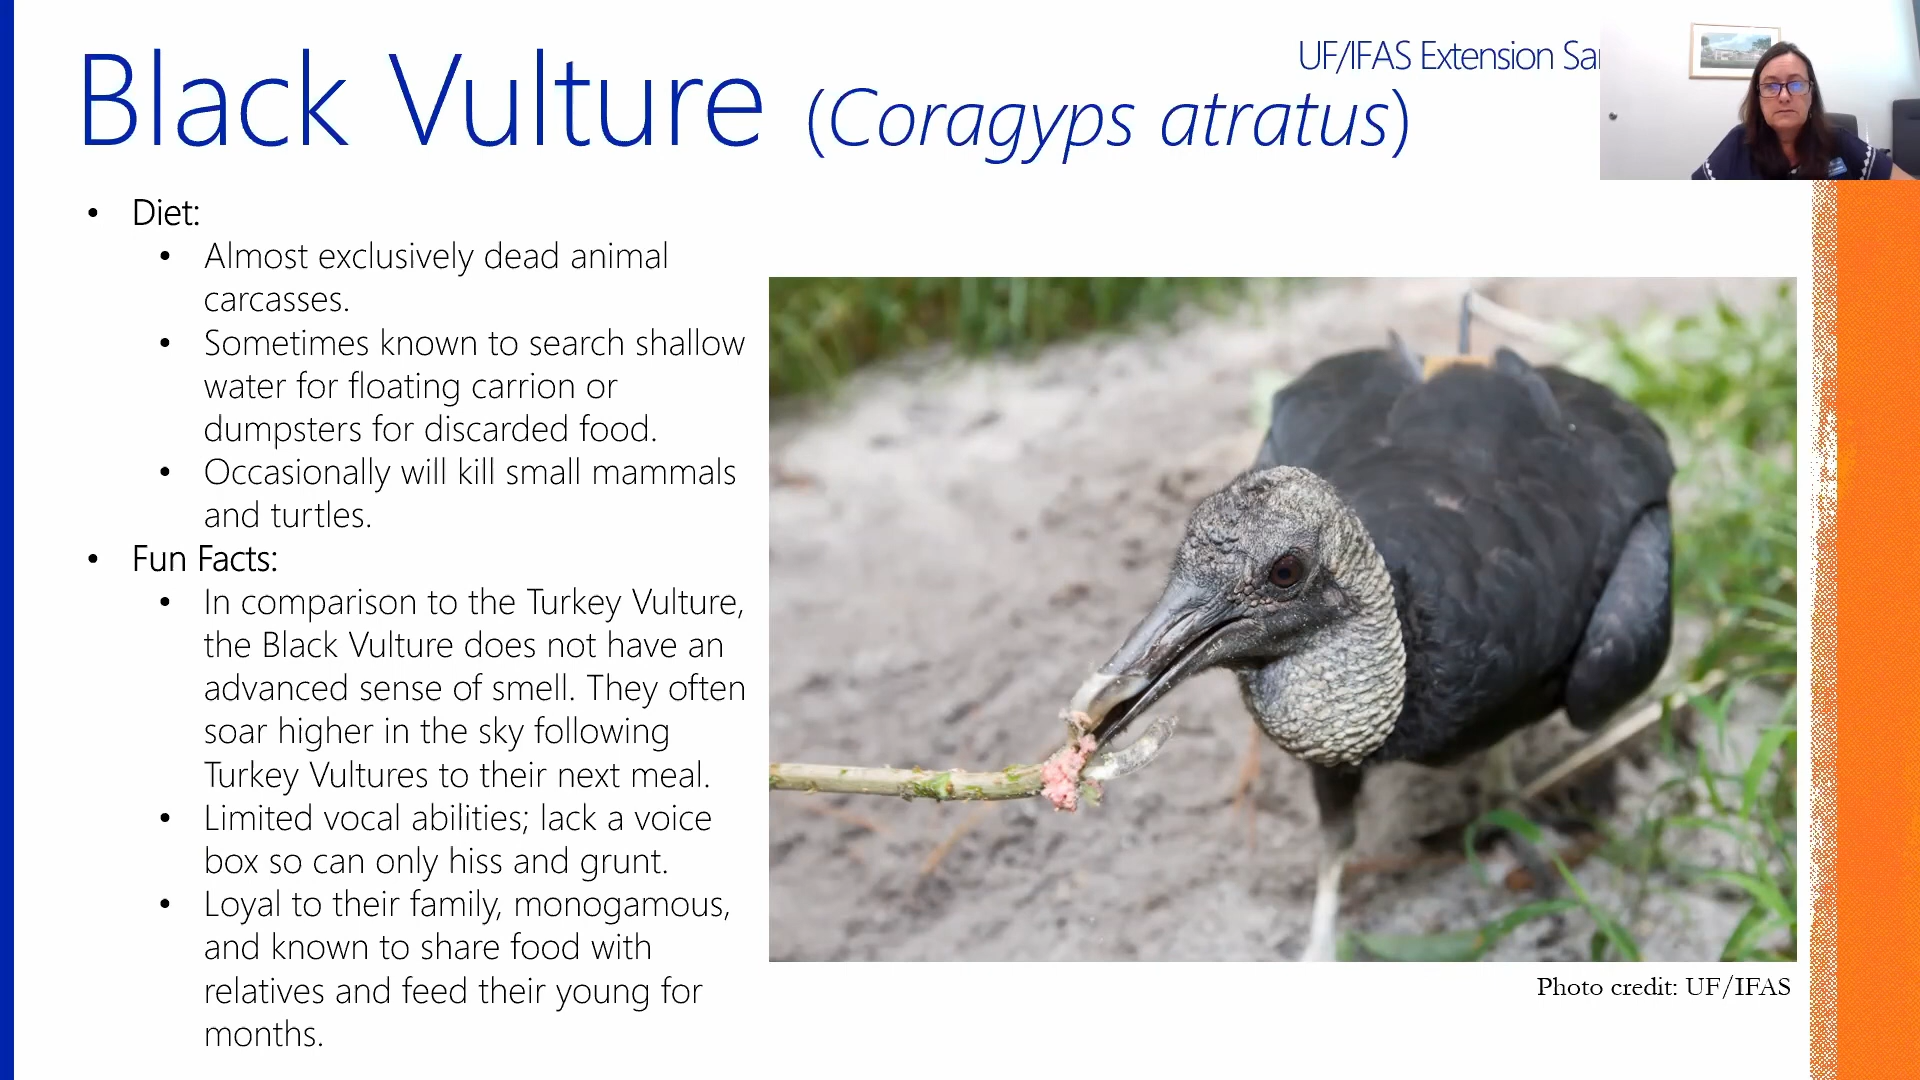 UF/IFAS Extension
Black Vulture (Coragyps atratus)
• Diet:
• Almost exclusively dead animal
carcasses.
• Sometimes known to search shallow
water for floating carrion or
dumpsters for discarded food.
• Occasionally will kill small mammals
and turtles.
• Fun Facts:
• In comparison to the Turkey Vulture,
the Black Vulture does not have an
advanced sense of smell. They often
soar higher in the sky following
Turkey Vultures to their next meal.
• Limited vocal abilities; lack a voice
box so can only hiss and grunt.
• Loyal to their family, monogamous,
and known to share food with
relatives and feed their young for
months.
Photo credit: UF/IFAS